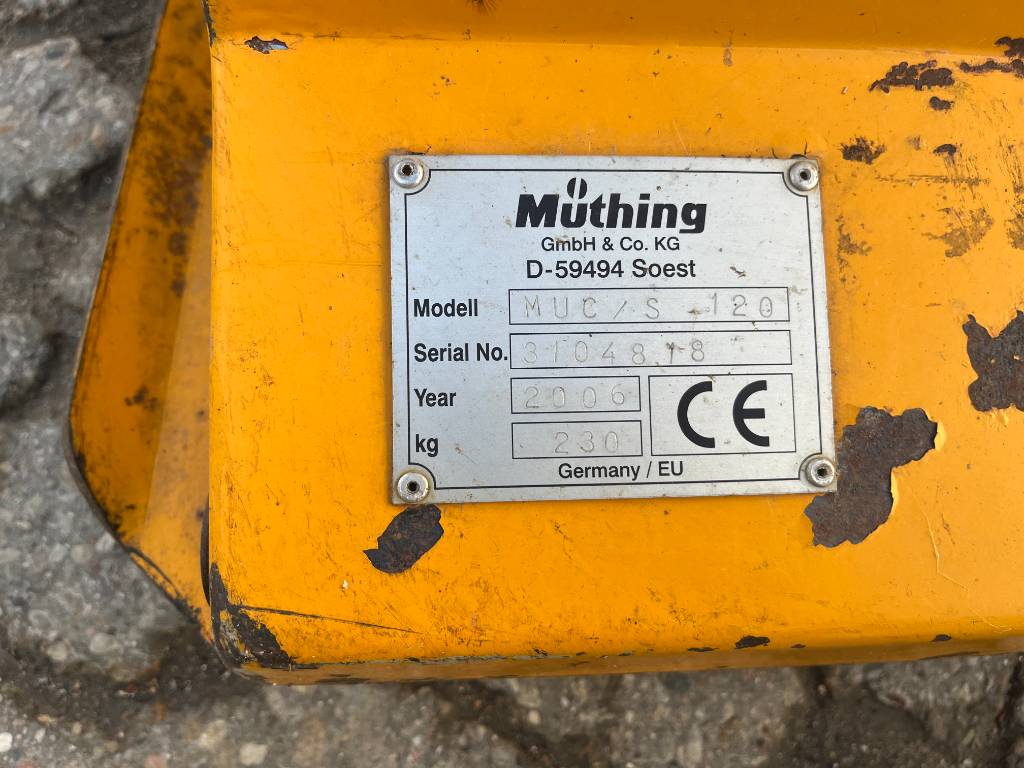 Müthing
GmbH & Co. KG
D-59494 Soest
Modell MUC/S 120
Serial No. 3104818
Year 2006
kg 230
CE
Germany / EU